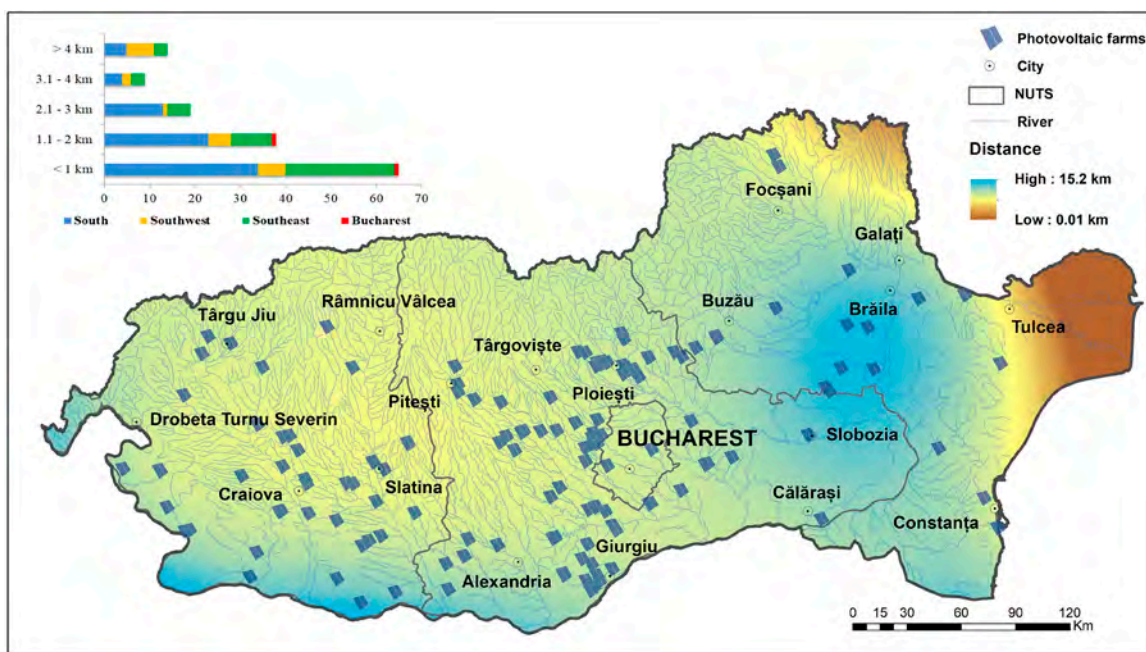 > 4 km
3.1 - 4 km
2.1 - 3 km
1.1 - 2 km
< 1 km
0 10 20 30 40 50 60 70
South Southwest Southeast Bucharest
Photovoltaic farms
City
NUTS
River
Distance
High : 15.2 km
Low : 0.01 km
Focșani
Galați
Râmnicu Vâlcea
Buzău
Brăila
Târgu Jiu
Tulcea
Târgoviște
Pitești
Ploiești
Drobeta Turnu Severin
BUCHAREST
Slobozia
Craiova
Slatina
Călărași
Constanța
Giurgiu
Alexandria
0 15 30 60 90 120
Km